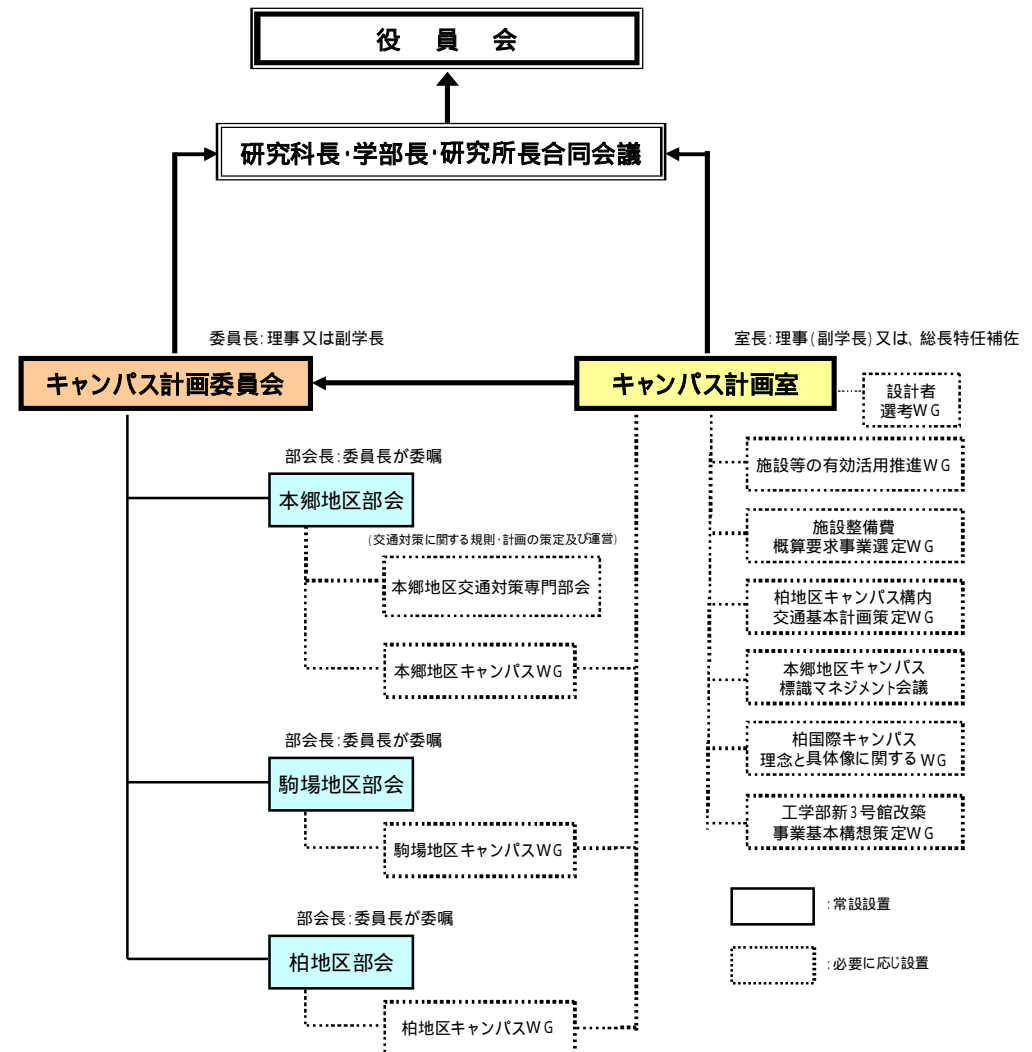 役 員 会
研究科長・学部長・研究所長合同会議
委員長：理事又は副学長
室長：理事（副学長）又は、総長特任補佐
キャンパス計画委員会
キャンパス計画室
設計者
選考WG
部会長：委員長が委嘱
本郷地区部会
（交通対策に関する規則・計画の策定及び運営）
本郷地区交通対策専門部会
本郷地区キャンパスWG
部会長：委員長が委嘱
駒場地区部会
駒場地区キャンパスWG
部会長：委員長が委嘱
柏地区部会
柏地区キャンパスWG
施設等の有効活用推進WG
施設整備費
概算要求事業選定WG
柏地区キャンパス構内
交通基本計画策定WG
本郷地区キャンパス
標識マネジメント会議
柏国際キャンパス
理念と具体像に関するWG
工学部新3号館改築
事業基本構想策定WG
：常設設置
：必要に応じ設置